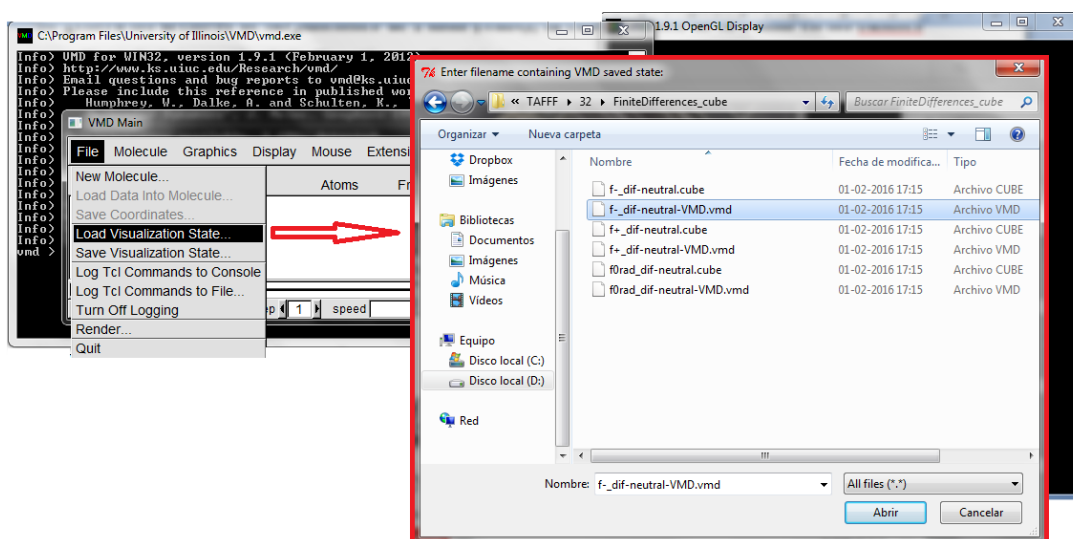 C:\Program Files\University of Illinois\VMD\vmd.exe
1.9.1 OpenGL Display
Info) VMD for WIN32, version 1.9.1 (February 1, 2012)
Info) http://www.ks.uiuc.edu/Research/vmd/
Info) Email questions and bug reports to vmd@ks.uiuc
Info) Please include this reference in published wor
Info) Humphrey, W., Dalke, A. and Schulten, K.,
Info)
Info)
Info)
Info)
Info)
Info)
Info)
Info)
Info)
Info)
Info)
Info)
vmd >
VMD Main
File Molecule Graphics Display Mouse Extensi
Atoms Fr
New Molecule...
Load Data Into Molecule...
Save Coordinates...
Load Visualization State...
Save Visualization State...
Log Tcl Commands to Console
Log Tcl Commands to File...
Turn Off Logging
Render...
Quit
ep 1 speed
Enter filename containing VMD saved state:
« TAFFF 32 FiniteDifferences_cube
Buscar FiniteDifferences_cube
Organizar Nueva carpeta
Dropbox
Imágenes
Bibliotecas
Documentos
Imágenes
Música
Vídeos
Equipo
Disco local (C:)
Disco local (D:)
Red
Nombre Fecha de modifica... Tipo
f-_dif-neutral.cube 01-02-2016 17:15 Archivo CUBE
f-_dif-neutral-VMD.vmd 01-02-2016 17:15 Archivo VMD
f+_dif-neutral.cube 01-02-2016 17:15 Archivo CUBE
f+_dif-neutral-VMD.vmd 01-02-2016 17:15 Archivo VMD
f0rad_dif-neutral.cube 01-02-2016 17:15 Archivo CUBE
f0rad_dif-neutral-VMD.vmd 01-02-2016 17:15 Archivo VMD
Nombre: f-_dif-neutral-VMD.vmd All files (*.*)
Abrir Cancelar